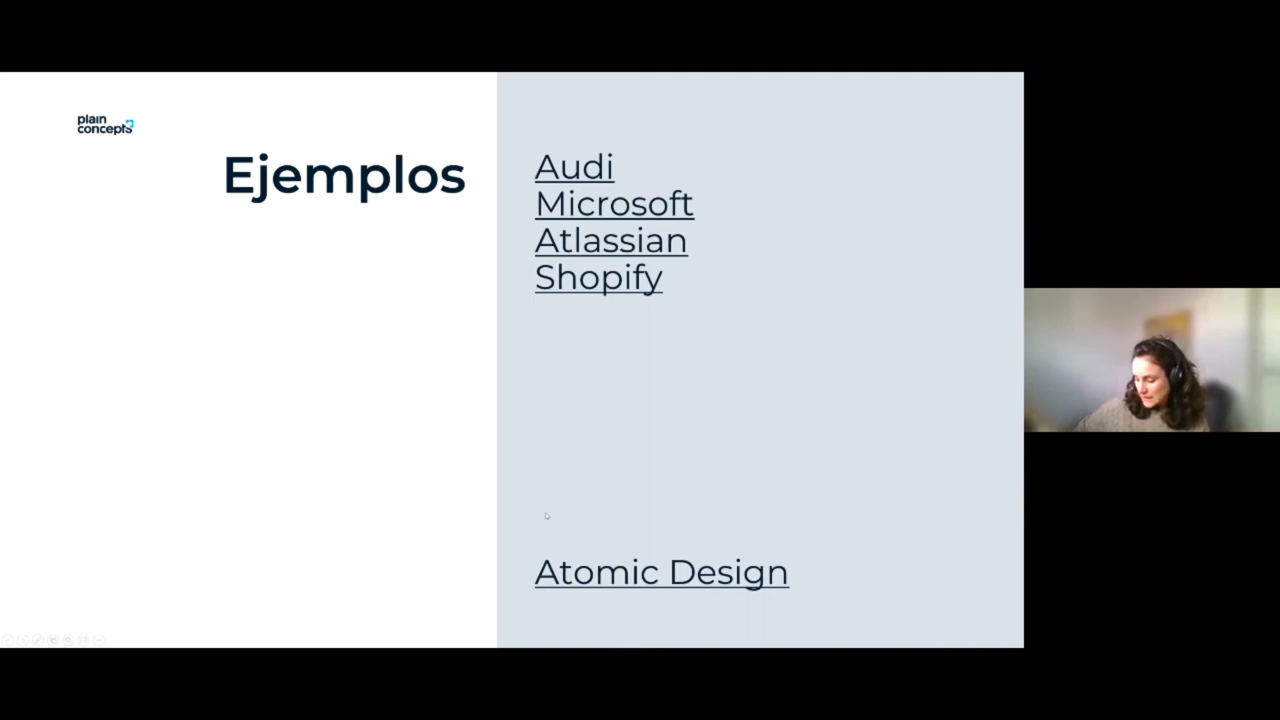 plain
concepts
Ejemplos
Audi
Microsoft
Atlassian
Shopify
Atomic Design